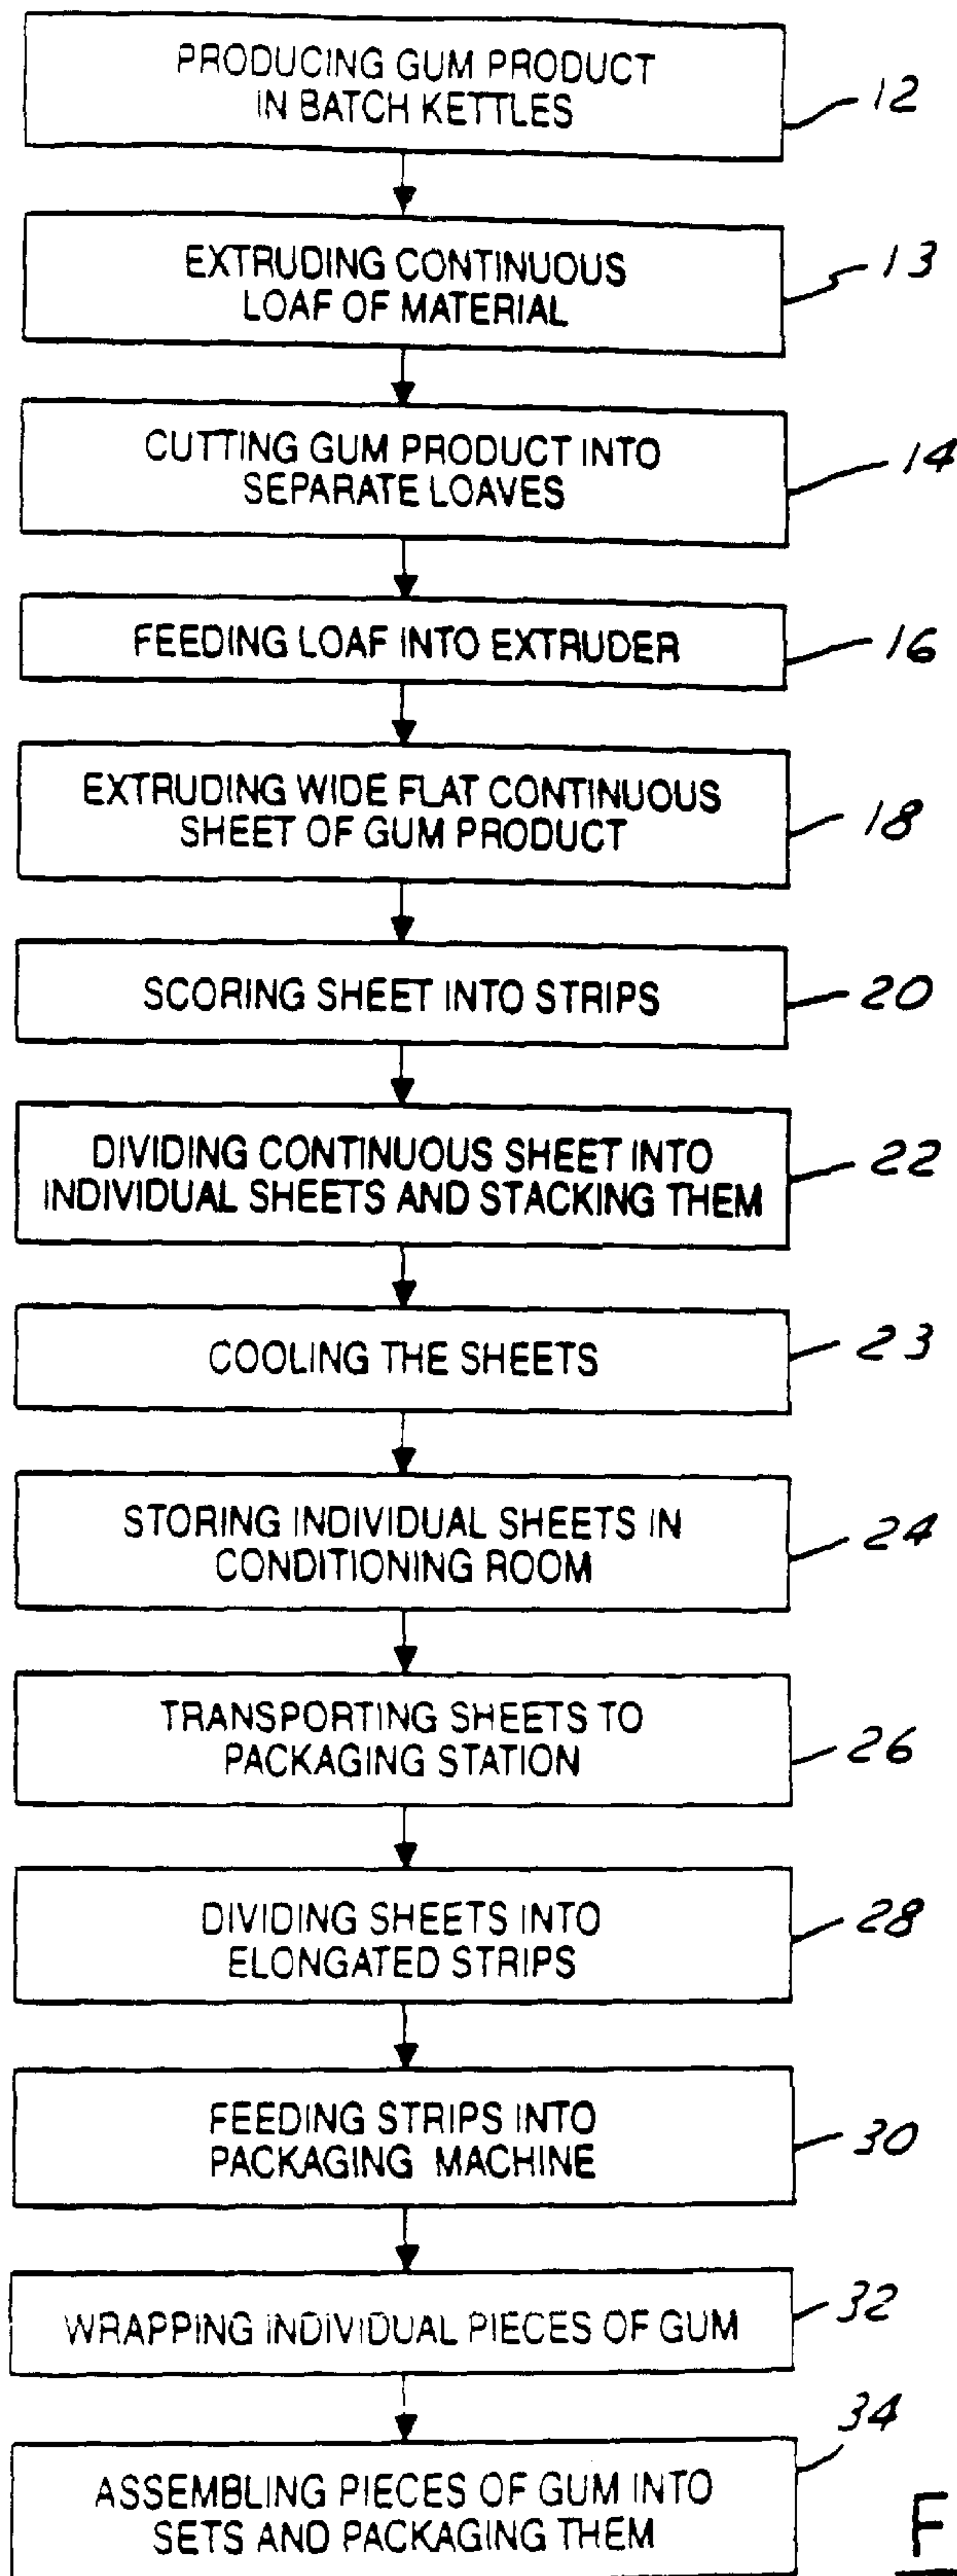 PRODUCING GUM PRODUCT
IN BATCH KETTLES
12
EXTRUDING CONTINUOUS
LOAF OF MATERIAL
13
CUTTING GUM PRODUCT INTO
SEPARATE LOAVES
14
FEEDING LOAF INTO EXTRUDER
16
EXTRUDING WIDE FLAT CONTINUOUS
SHEET OF GUM PRODUCT
18
SCORING SHEET INTO STRIPS
20
DIVIDING CONTINUOUS SHEET INTO
INDIVIDUAL SHEETS AND STACKING THEM
22
COOLING THE SHEETS
23
STORING INDIVIDUAL SHEETS IN
CONDITIONING ROOM
24
TRANSPORTING SHEETS TO
PACKAGING STATION
26
DIVIDING SHEETS INTO
ELONGATED STRIPS
28
FEEDING STRIPS INTO
PACKAGING MACHINE
30
WRAPPING INDIVIDUAL PIECES OF GUM
32
34
ASSEMBLING PIECES OF GUM INTO
SETS AND PACKAGING THEM
F